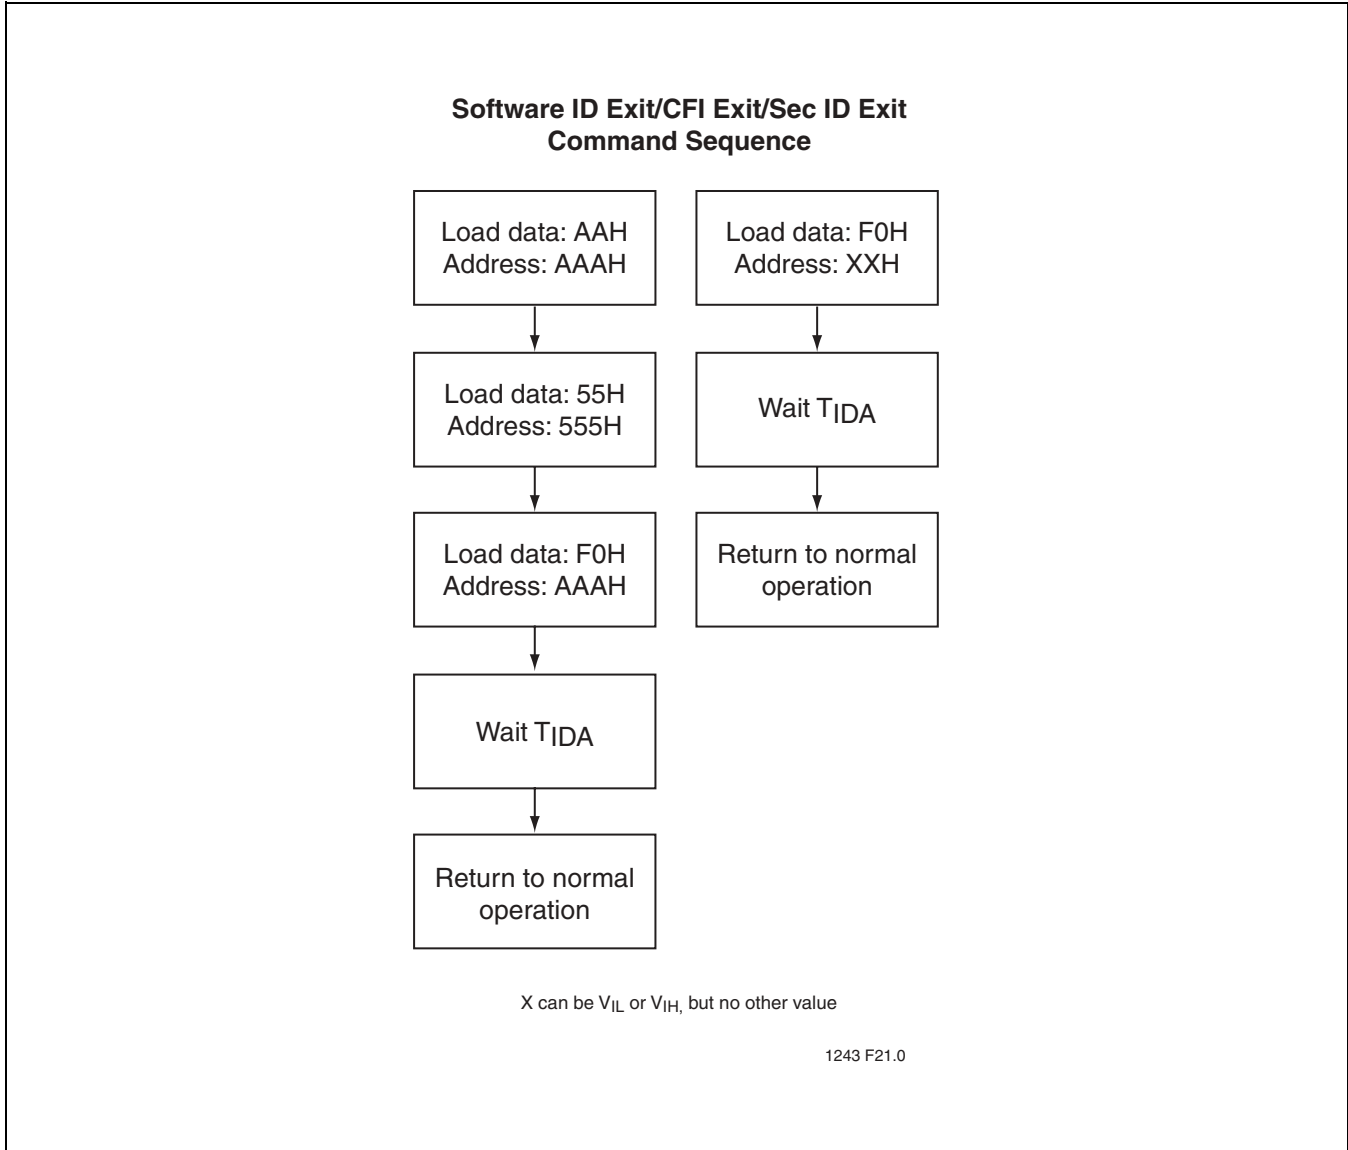 Software ID Exit/CFI Exit/Sec ID Exit
Command Sequence
Load data: AAH
Address: AAAH
Load data: 55H
Address: 555H
Load data: F0H
Address: AAAH
Wait TIDA
Return to normal
operation
Load data: F0H
Address: XXH
Wait TIDA
Return to normal
operation
X can be VIL or VIH, but no other value
1243 F21.0